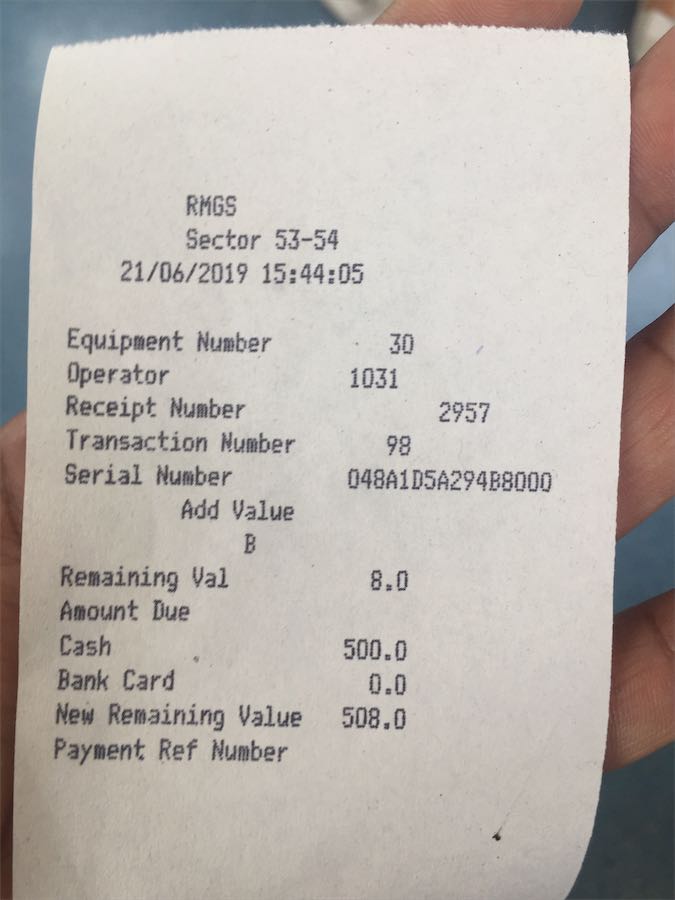 RMGS
Sector 53-54
21/06/2019 15:44:05
Equipment Number 30
Operator 1031
Receipt Number 2957
Transaction Number 98
Serial Number 048A1D5A294B8000
Add Value
B
Remaining Val 8.0
Amount Due
Cash 500.0
Bank Card 0.0
New Remaining Value 508.0
Payment Ref Number